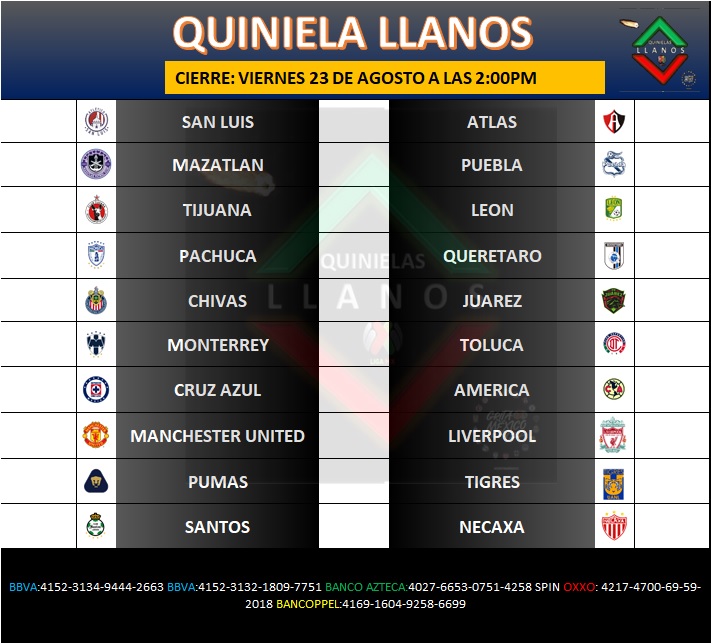 QUINIELA LLANOS
QUINIELAS
LLANOS
CIERRE: VIERNES 23 DE AGOSTO A LAS 2:00PM
SAN LUIS ATLAS
MAZATLAN PUEBLA
TIJUANA LEON
PACHUCA QUERETARO
QUINIELAS
CHIVAS JUAREZ
LLANOS
MONTERREY TOLUCA
CRUZ AZUL AMERICA
MANCHESTER UNITED LIVERPOOL
PUMAS TIGRES
SANTOS NECAXA
BBVA:4152-3134-9444-2663 BBVA:4152-3132-1809-7751 BANCO AZTECA:4027-6653-0751-4258 SPIN OXXO: 4217-4700-69-59-
2018 BANCOPPEL:4169-1604-9258-6699